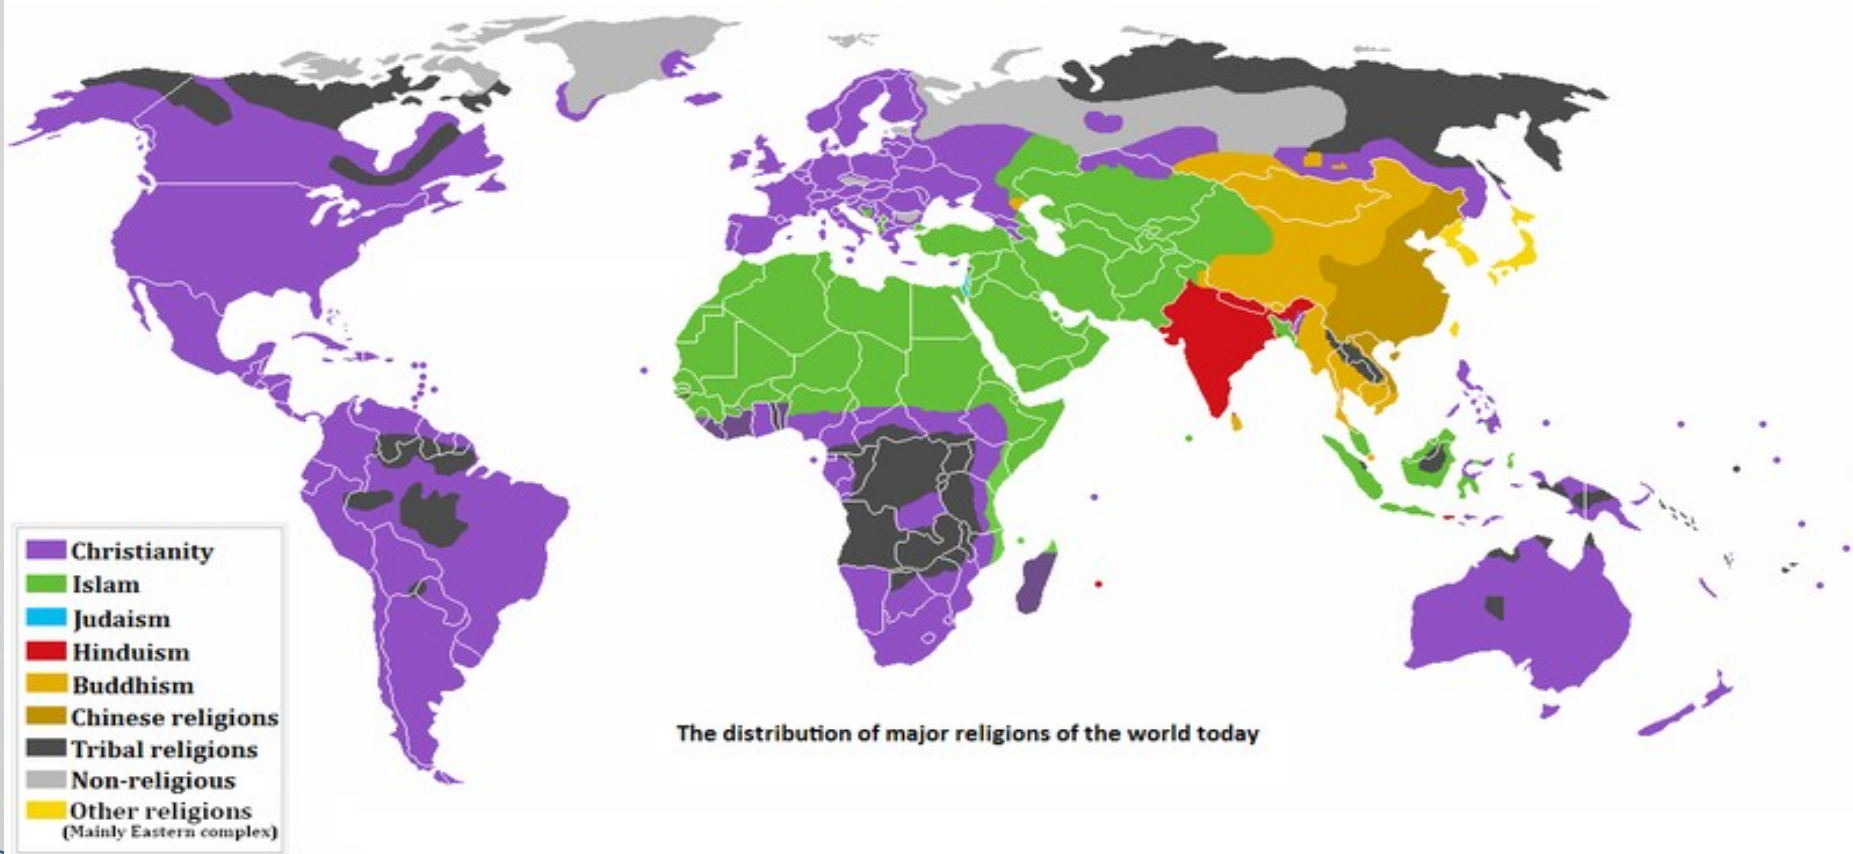 Christianity
Islam
Judaism
Hinduism
Buddhism
Chinese religions
Tribal religions
Non-religious
Other religions
(Mainly Eastern complex)
The distribution of major religions of the world today